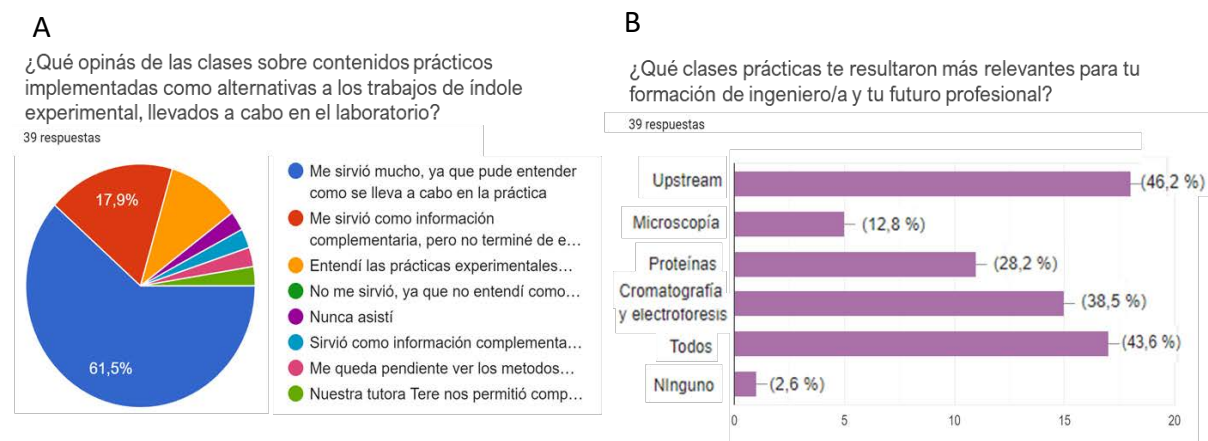 A
¿Qué opinás de las clases sobre contenidos prácticos
implementadas como alternativas a los trabajos de índole
experimental, llevados a cabo en el laboratorio?
39 respuestas
17,9%
61,5%
Me sirvió mucho, ya que pude entender
como se lleva a cabo en la práctica
Me sirvió como información
complementaria, pero no terminé de e…
Entendí las prácticas experimentales…
No me sirvió, ya que no entendí como…
Nunca asistí
Sirvió como información complementa…
Me queda pendiente ver los metodos…
Nuestra tutora Tere nos permitió comp…
B
¿Qué clases prácticas te resultaron más relevantes para tu
formación de ingeniero/a y tu futuro profesional?
39 respuestas
Upstream
(46,2 %)
Microscopía
(12,8 %)
Proteínas
(28,2 %)
Cromatografía
y electroforesis
(38,5 %)
Todos
(43,6 %)
NInguno
(2,6 %)
0 5 10 15 20